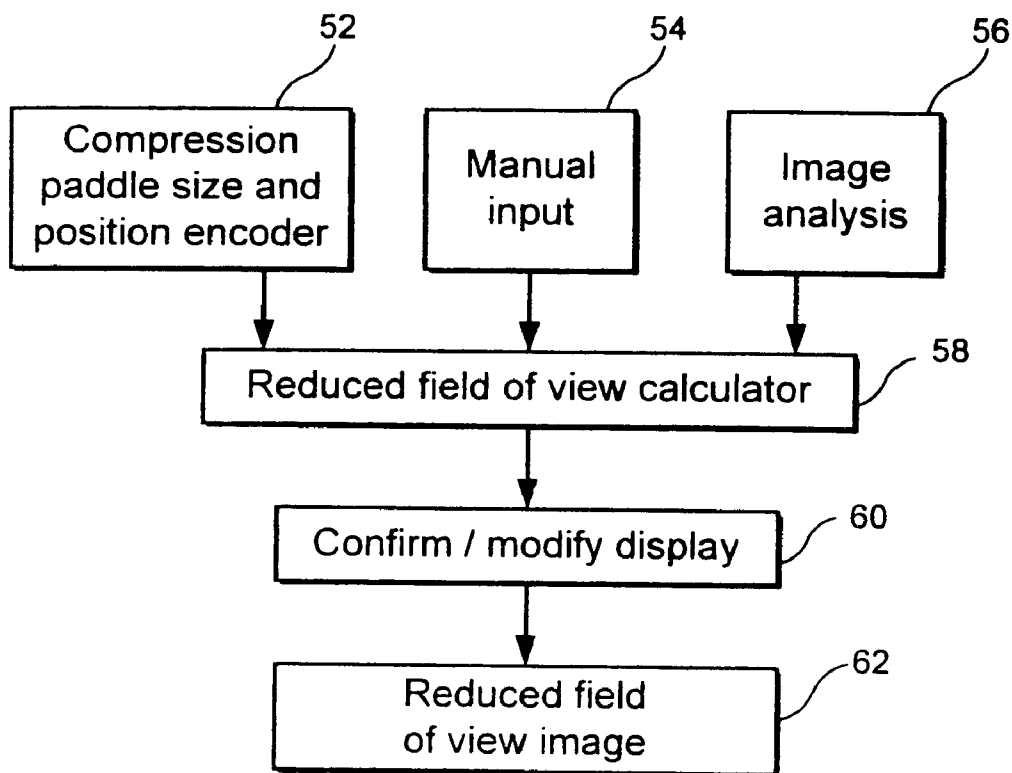 52
54
56
Compression
paddle size and
position encoder
Manual
input
Image
analysis
58
Reduced field of view calculator
60
Confirm / modify display
62
Reduced field
of view image